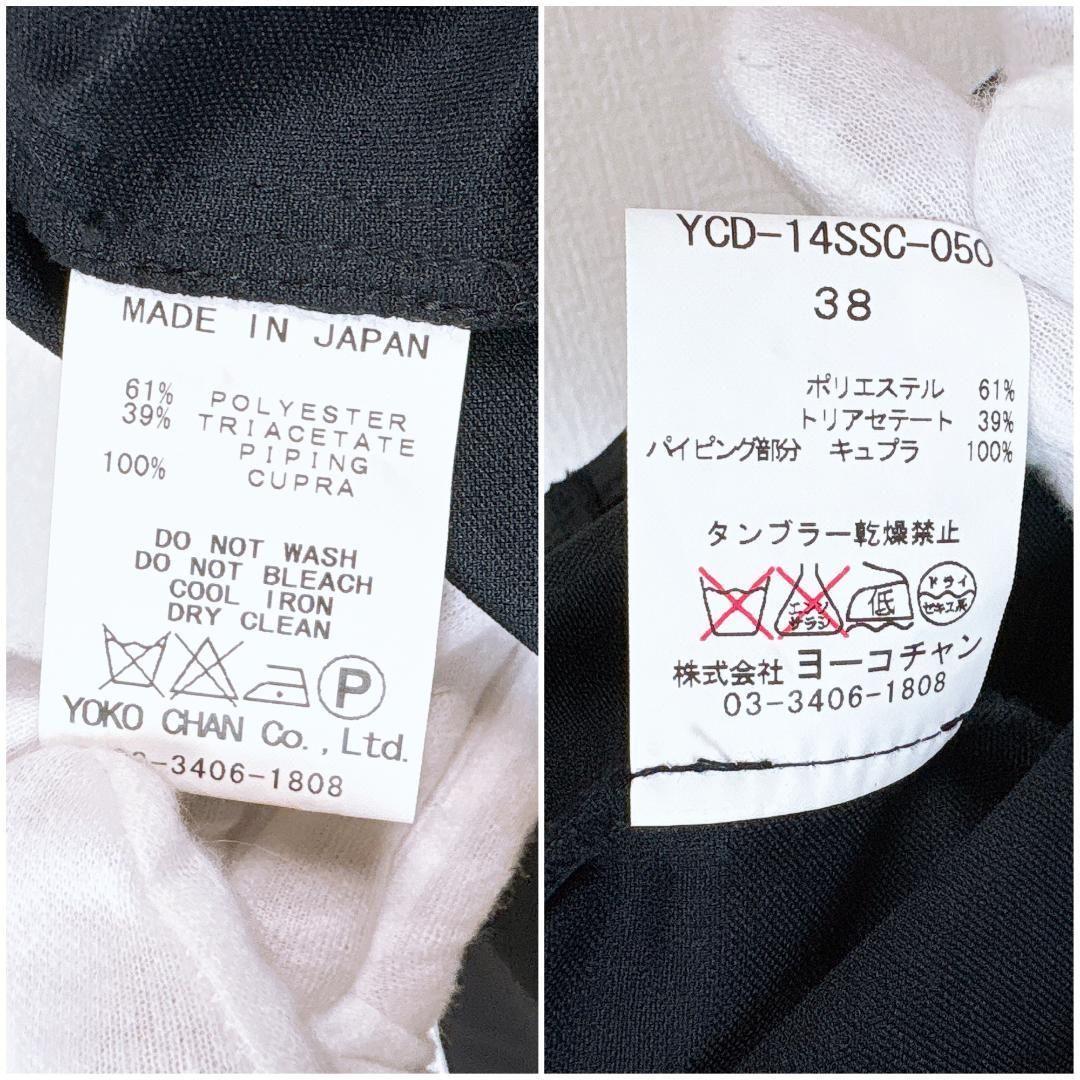 MADE IN JAPAN
61% POLYESTER
39% TRIACETATE
PIPING
100% CUPRA
DO NOT WASH
DO NOT BLEACH
COOL IRON
DRY CLEAN
P
YOKO CHAN Co.,Ltd.
-3406-1808
YCD-14SSC-050
38
ポリエステル 61%
トリアセテート 39%
パイピング部分 キュプラ 100%
タンブラー乾燥禁止
エンソ
サラシ
低
ドライ
セキユ系
株式会社 ヨーコチャン
03-3406-1808